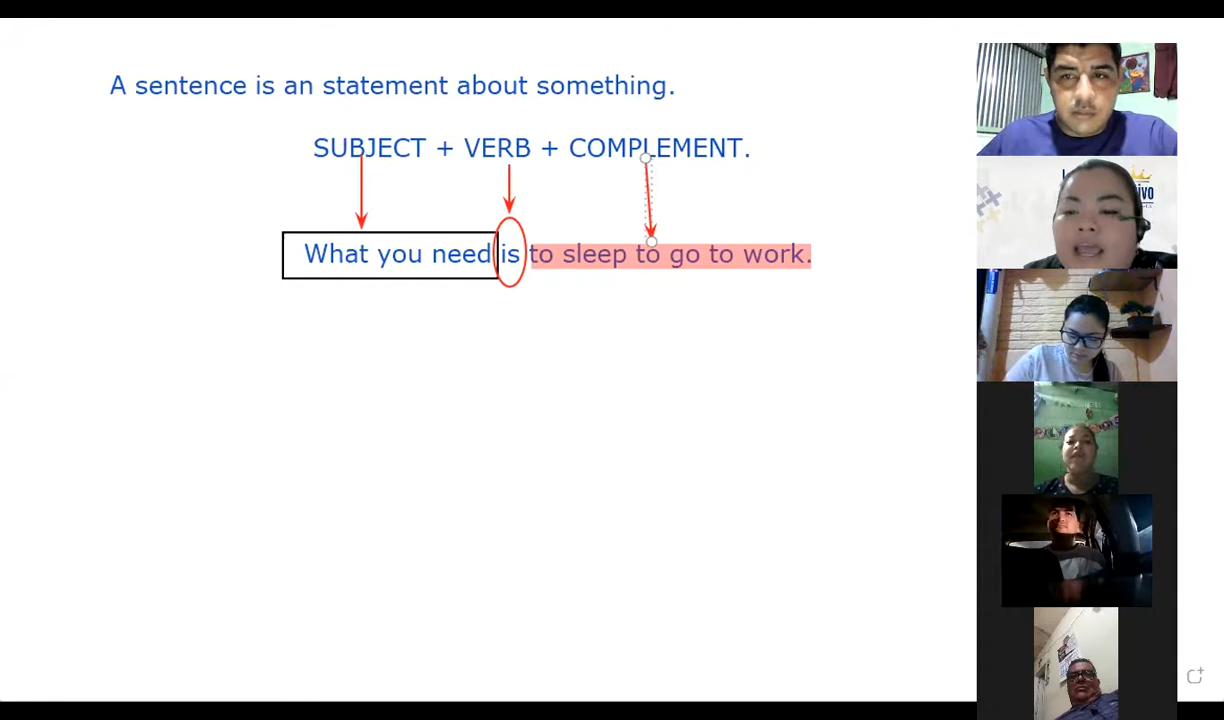 A sentence is an statement about something.
SUBJECT + VERB + COMPLEMENT.
What you need is to sleep to go to work.